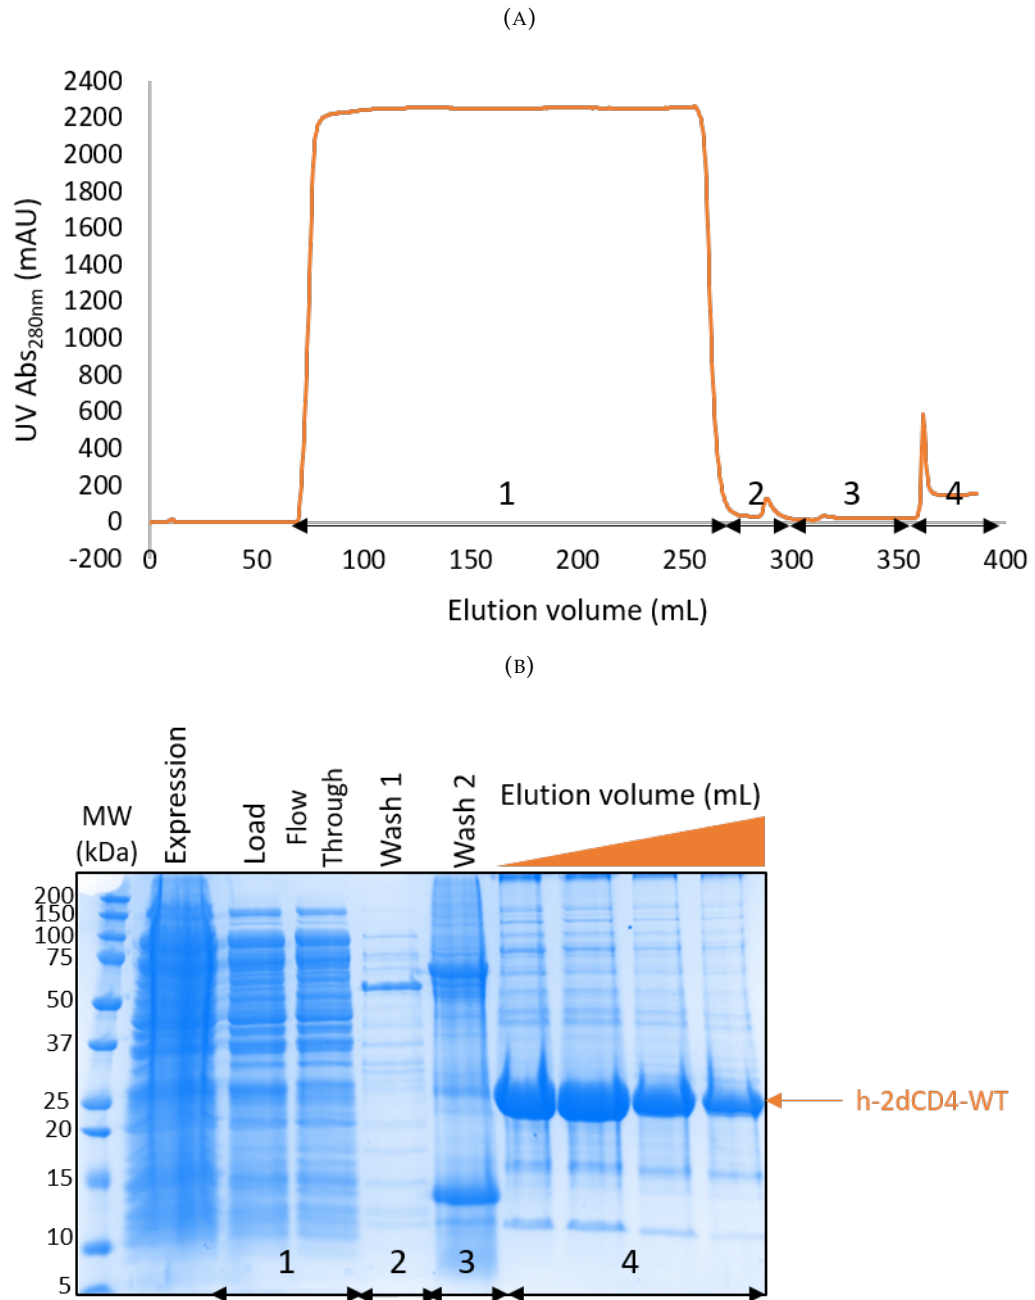 (A)
2400
2200
2000
1800
1600
1400
1200
1000
800
600
400
200
0
-200
UV Abs280nm (mAU)
1
2
3
4
0 50 100 150 200 250 300 350 400
Elution volume (mL)
(B)
MW
(kDa)
Expression
Load
Flow
Through
Wash 1
Wash 2
Elution volume (mL)
200
150
100
75
50
37
25
20
15
10
5
h-2dCD4-WT
1
2
3
4